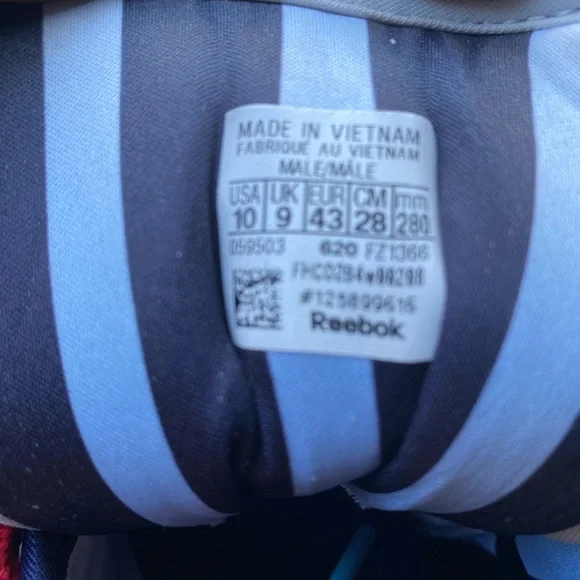 MADE IN VIETNAM
FABRIQUÉ AU VIETNAM
MALE/MÂLE
USA UK EUR CM mm
10 9 43 28 280
059503 620 FZ1366
#125899616
Reebok